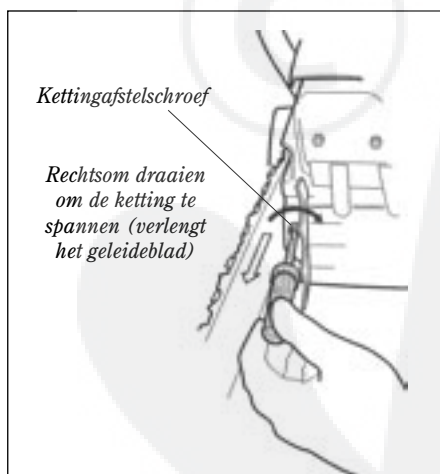 Kettingafstelschroef
Rechtsom draaien
om de ketting te
spannen (verlengt
het geleideblad)